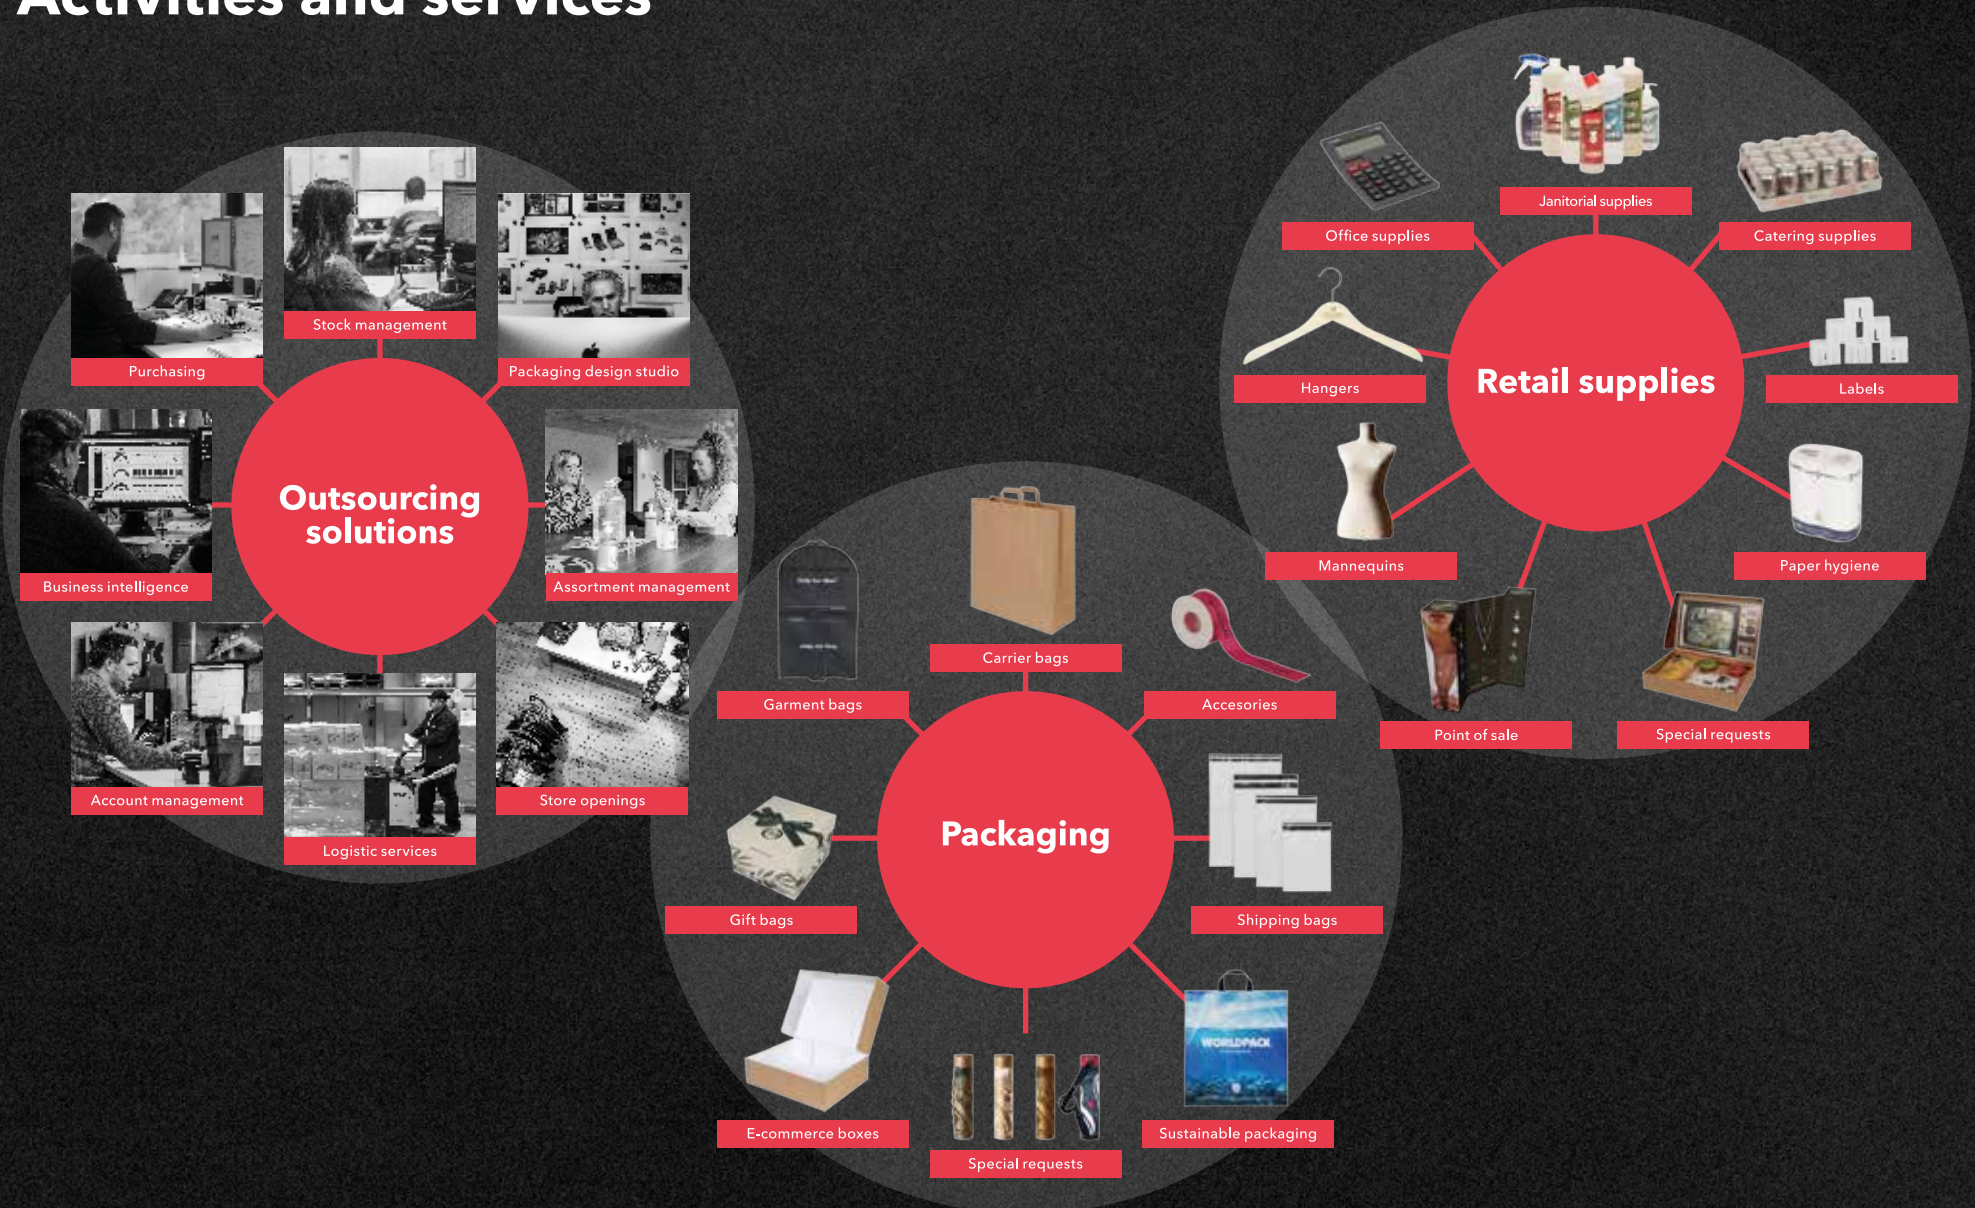 Activities and services
Stock management
Purchasing
Packaging design studio
Outsourcing
solutions
Business intelligence
Assortment management
Account management
Store openings
Logistic services
Carrier bags
Garment bags
Accesories
Packaging
Gift bags
Shipping bags
WORLDPACK
E-commerce boxes
Sustainable packaging
Special requests
Janitorial supplies
Office supplies
Catering supplies
Retail supplies
Hangers
Labels
Mannequins
Paper hygiene
Point of sale
Special requests